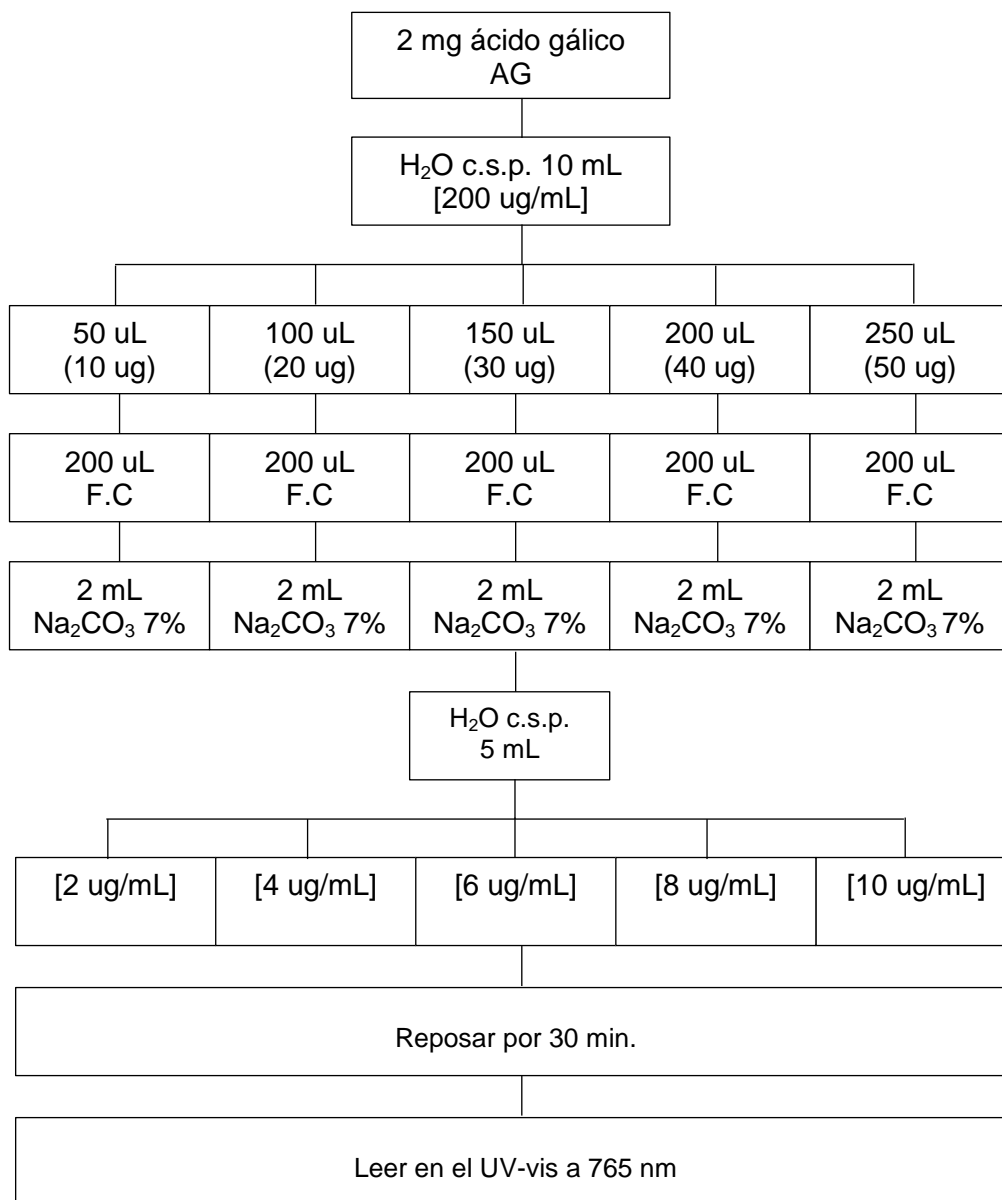 2 mg ácido gálico
AG
H₂O c.s.p. 10 mL
[200 ug/mL]
50 uL
(10 ug)
100 uL
(20 ug)
150 uL
(30 ug)
200 uL
(40 ug)
250 uL
(50 ug)
200 uL
F.C
200 uL
F.C
200 uL
F.C
200 uL
F.C
200 uL
F.C
2 mL
Na₂CO₃ 7%
2 mL
Na₂CO₃ 7%
2 mL
Na₂CO₃ 7%
2 mL
Na₂CO₃ 7%
2 mL
Na₂CO₃ 7%
H₂O c.s.p.
5 mL
[2 ug/mL]
[4 ug/mL]
[6 ug/mL]
[8 ug/mL]
[10 ug/mL]
Reposar por 30 min.
Leer en el UV-vis a 765 nm